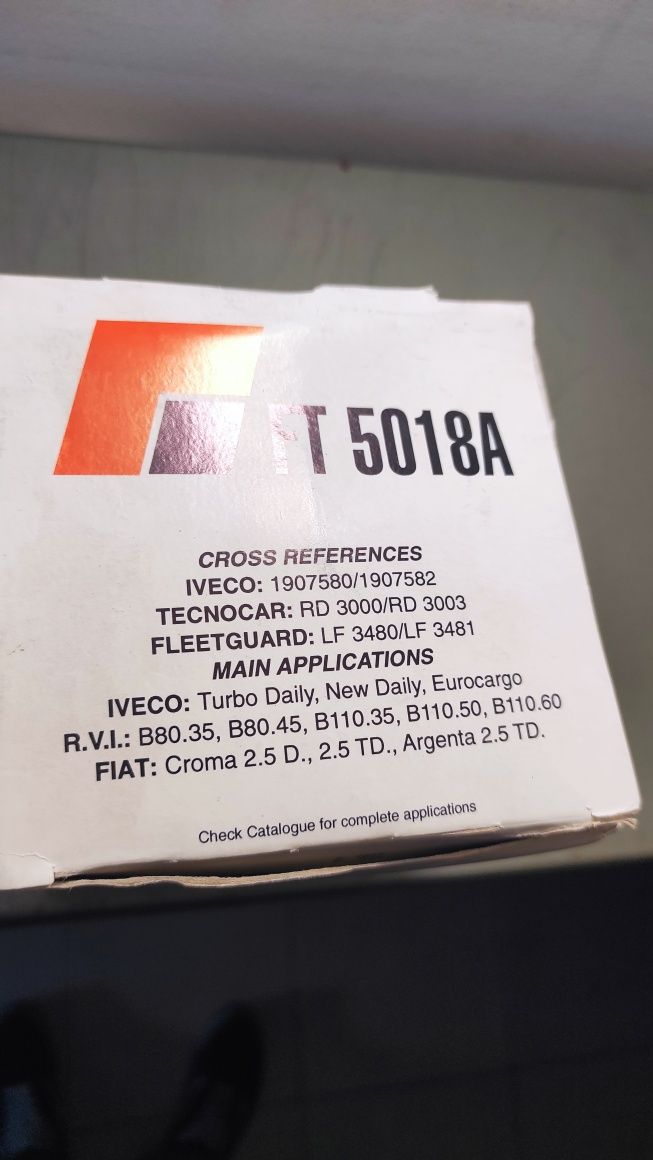 FT 5018A
CROSS REFERENCES
IVECO: 1907580/1907582
TECNOCAR: RD 3000/RD 3003
FLEETGUARD: LF 3480/LF 3481
MAIN APPLICATIONS
IVECO: Turbo Daily, New Daily, Eurocargo
R.V.I.: B80.35, B80.45, B110.35, B110.50, B110.60
FIAT: Croma 2.5 D., 2.5 TD., Argenta 2.5 TD.
Check Catalogue for complete applications